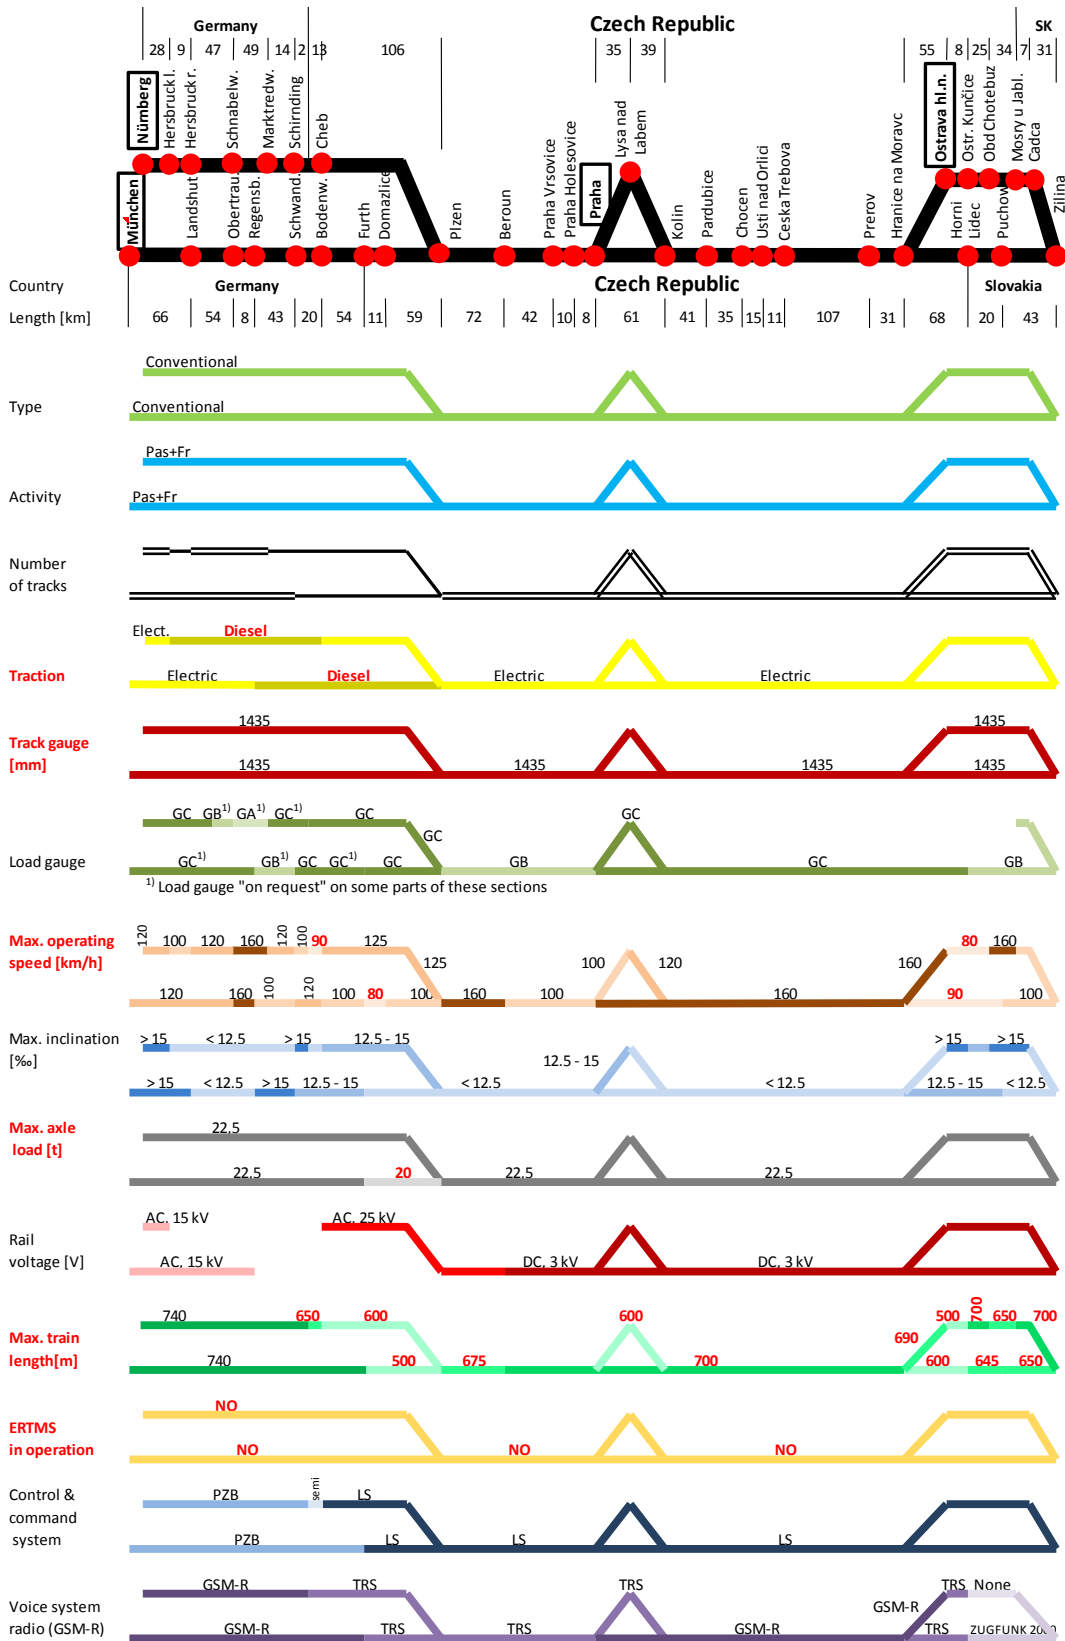 Germany Czech Republic SK
28 9 47 49 14 2 13 106 35 39 55 8 25 34 7 31
Nürnberg Hersbruck l. Hersbruck r. Schnabelw. Marktredw. Schirnding Cheb Lysa nad Labem Ostrava hl.n. Ostr. Kunčice Obd Chotebuz Mosry u Jabl. Cadca
München Landshut Obertrau. Regensb. Schwand. Bodenw. Furth Domazlice Plzen Beroun Praha Vrsovice Praha Holesovice Praha Kolin Pardubice Chocen Usti nad Orlici Ceska Trebova Prerov Hranice na Moravc Horni Lidec Puchov Zilina
Country Germany Czech Republic Slovakia
Length [km] 66 54 8 43 20 54 11 59 72 42 10 8 61 41 35 15 11 107 31 68 20 43
Conventional
Type Conventional
Pas+Fr
Activity Pas+Fr
Number
of tracks
Elect. Diesel
Traction Electric Diesel Electric Electric
1435 1435
Track gauge
[mm] 1435 1435 1435 1435
GC GB1) GA1) GC1) GC GC GC
Load gauge GC1) GB1) GC GC1) GC GB GC GB
1) Load gauge "on request" on some parts of these sections
Max. operating 120 100 120 160 120 100 90 125 80 160
speed [km/h] 125 100 120 160
120 160 100 120 100 80 100 160 100 160 90 100
Max. inclination > 15 < 12.5 > 15 12.5 - 15 > 15 > 15
[‰] 12.5 - 15
> 15 < 12.5 > 15 12.5 - 15 < 12.5 < 12.5 12.5 - 15 < 12.5
Max. axle 22.5
load [t]
22.5 20 22.5 22.5
AC, 15 kV AC, 25 kV
Rail
voltage [V] AC, 15 kV DC, 3 kV DC, 3 kV
740 650 600 600 500 700 650 700
Max. train 690
length[m] 740 500 675 700 600 645 650
NO
ERTMS
in operation NO NO NO
Control & PZB semi LS
command
system PZB LS LS LS
GSM-R TRS TRS TRS None
Voice system GSM-R
radio (GSM-R) GSM-R TRS TRS GSM-R TRS ZUGFUNK 2000